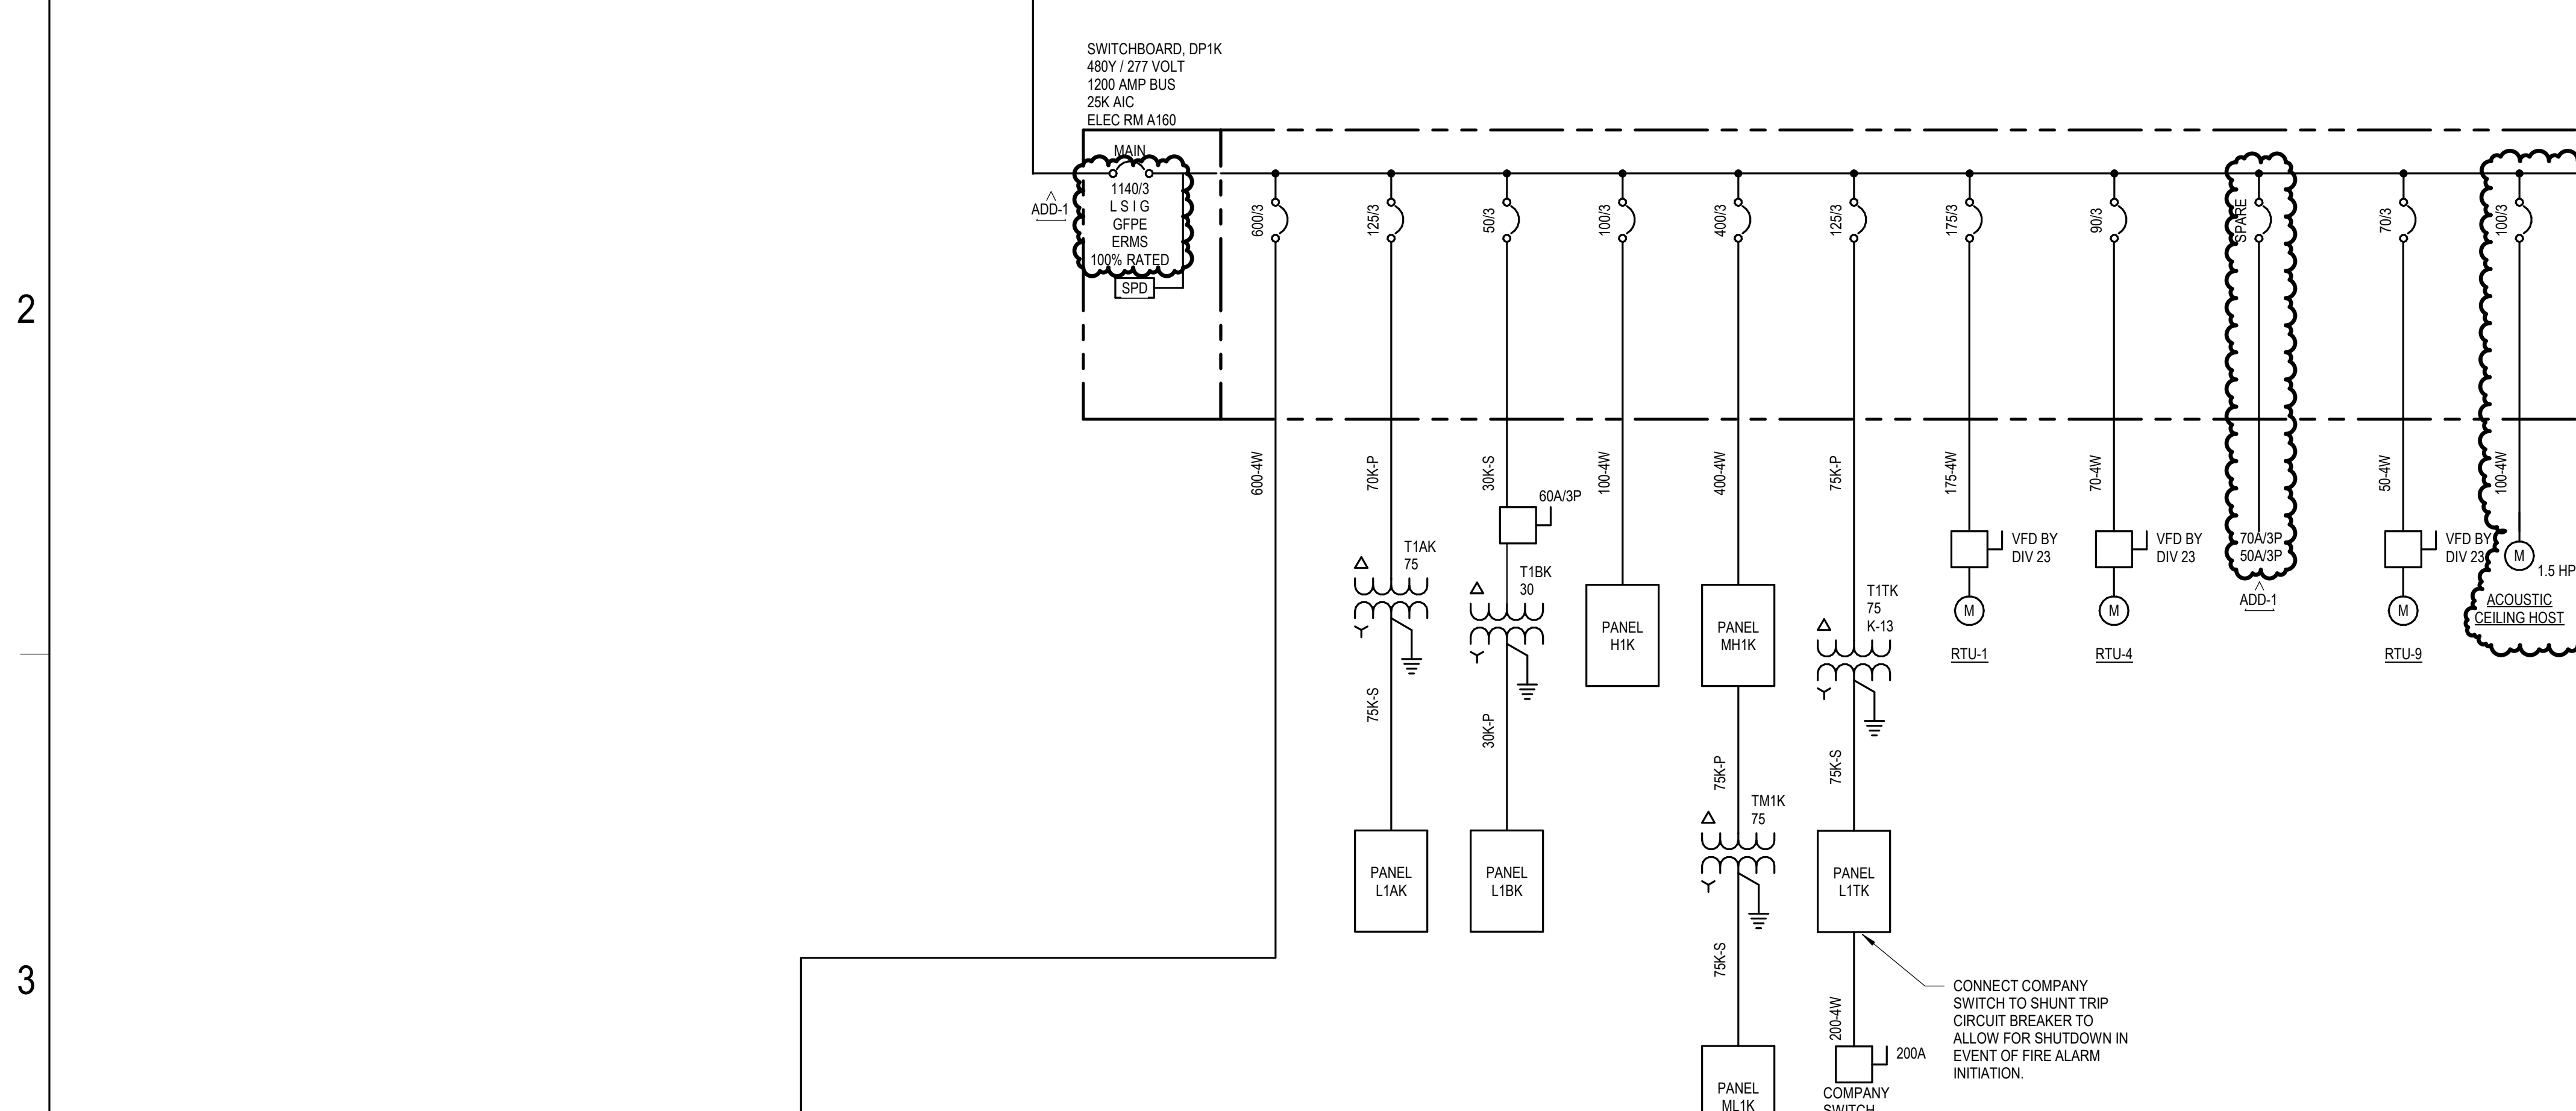 SWITCHBOARD, DP1K
480Y / 277 VOLT
1200 AMP BUS
25K AIC
ELEC RM A160
MAIN
1140/3
L S I G
GFPE
ERMS
100% RATED
SPD
ADD-1
600/3
125/3
50/3
100/3
400/3
125/3
175/3
90/3
SPARE
70/3
100/3
2
600-4W
70K-P
30K-S
100-4W
400-4W
75K-P
175-4W
70-4W
50-4W
100-4W
60A/3P
T1AK
75
T1BK
30
T1TK
75
K-13
VFD BY
DIV 23
VFD BY
DIV 23
70A/3P
50A/3P
ADD-1
VFD BY
DIV 23
M
M
M
M
1.5 HP
ACOUSTIC
CEILING HOST
RTU-1
RTU-4
RTU-9
PANEL
H1K
PANEL
MH1K
75K-S
30K-P
75K-P
75K-S
TM1K
75
PANEL
L1AK
PANEL
L1BK
PANEL
L1TK
3
75K-S
200-4W
200A
CONNECT COMPANY
SWITCH TO SHUNT TRIP
CIRCUIT BREAKER TO
ALLOW FOR SHUTDOWN IN
EVENT OF FIRE ALARM
INITIATION.
PANEL
ML1K
COMPANY
SWITCH